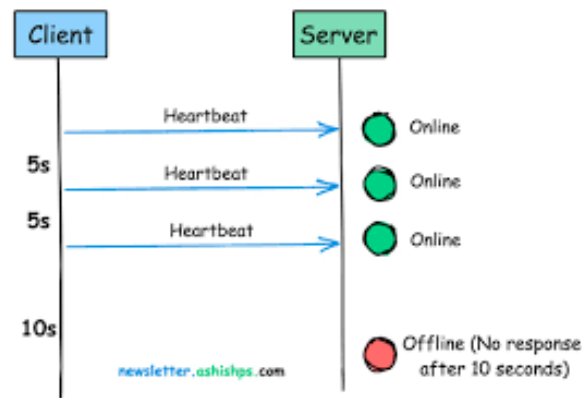 Client
Server
Heartbeat
Online
5s
Heartbeat
Online
5s
Heartbeat
Online
10s
Offline (No response
after 10 seconds)
newsletter.ashishps.com